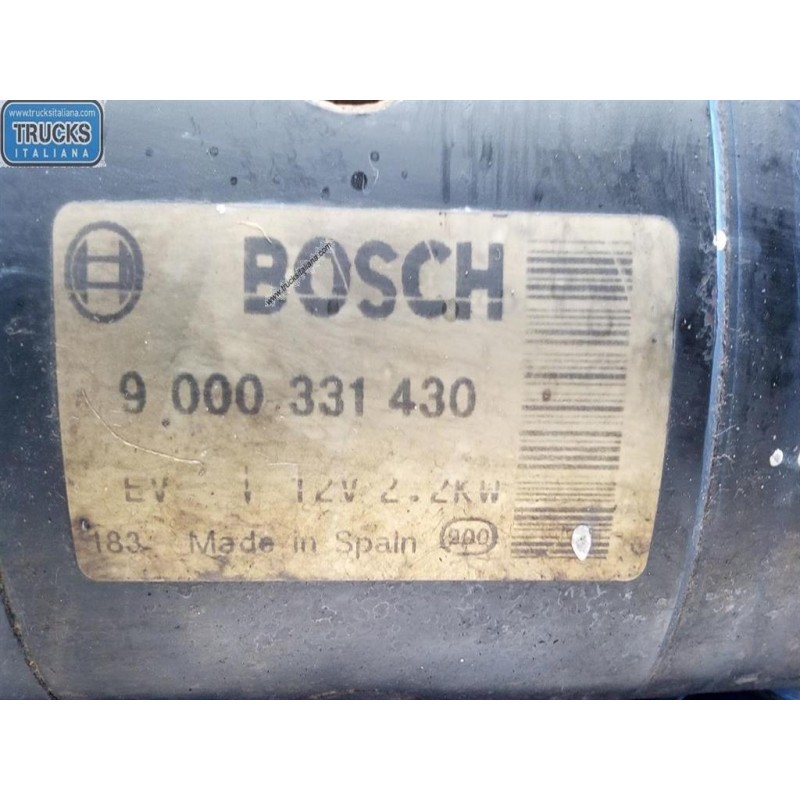 www.trucksitaliana.com
TRUCKS
ITALIANA
BOSCH
www.trucksitaliana.com
9 000 331 430
EV 12V 2.2KW
183- Made in Spain 900